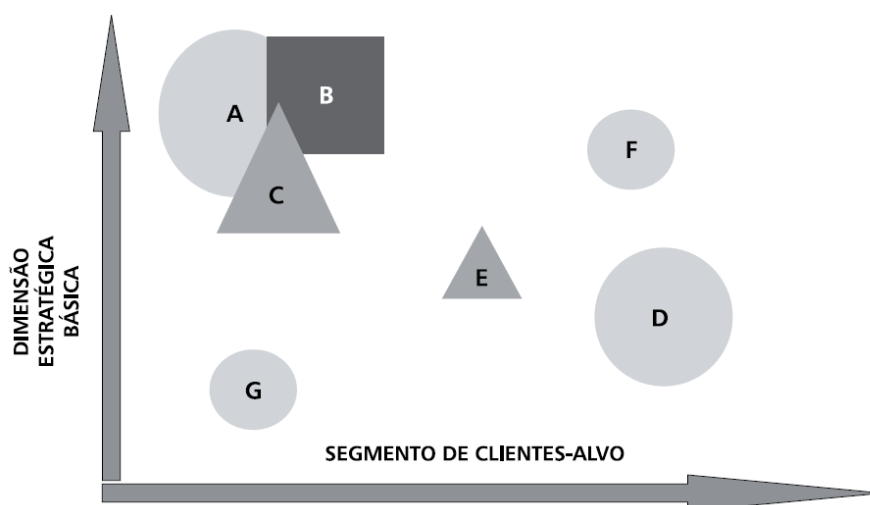 A
B
C
F
E
D
G
DIMENSÃO
ESTRATÉGICA
BÁSICA
SEGMENTO DE CLIENTES-ALVO